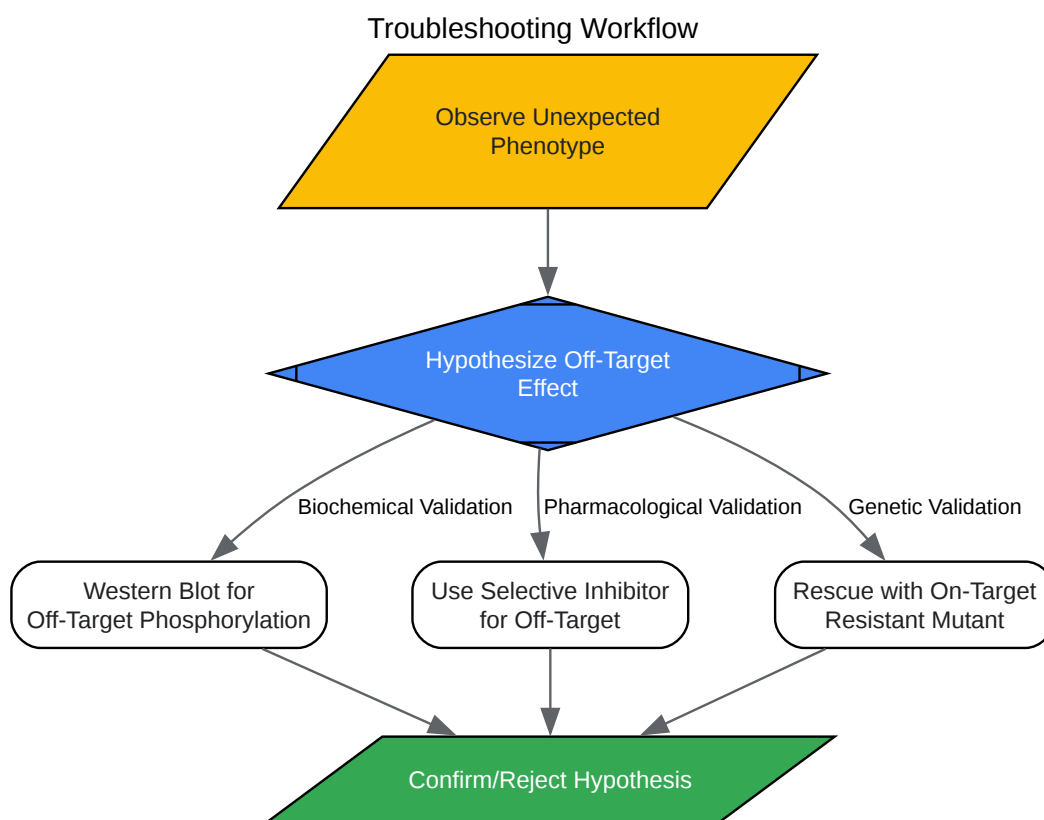 Troubleshooting Workflow
Observe Unexpected
Phenotype
Hypothesize Off-Target
Effect
Biochemical Validation
Pharmacological Validation
Genetic Validation
Western Blot for
Off-Target Phosphorylation
Use Selective Inhibitor
for Off-Target
Rescue with On-Target
Resistant Mutant
Confirm/Reject Hypothesis